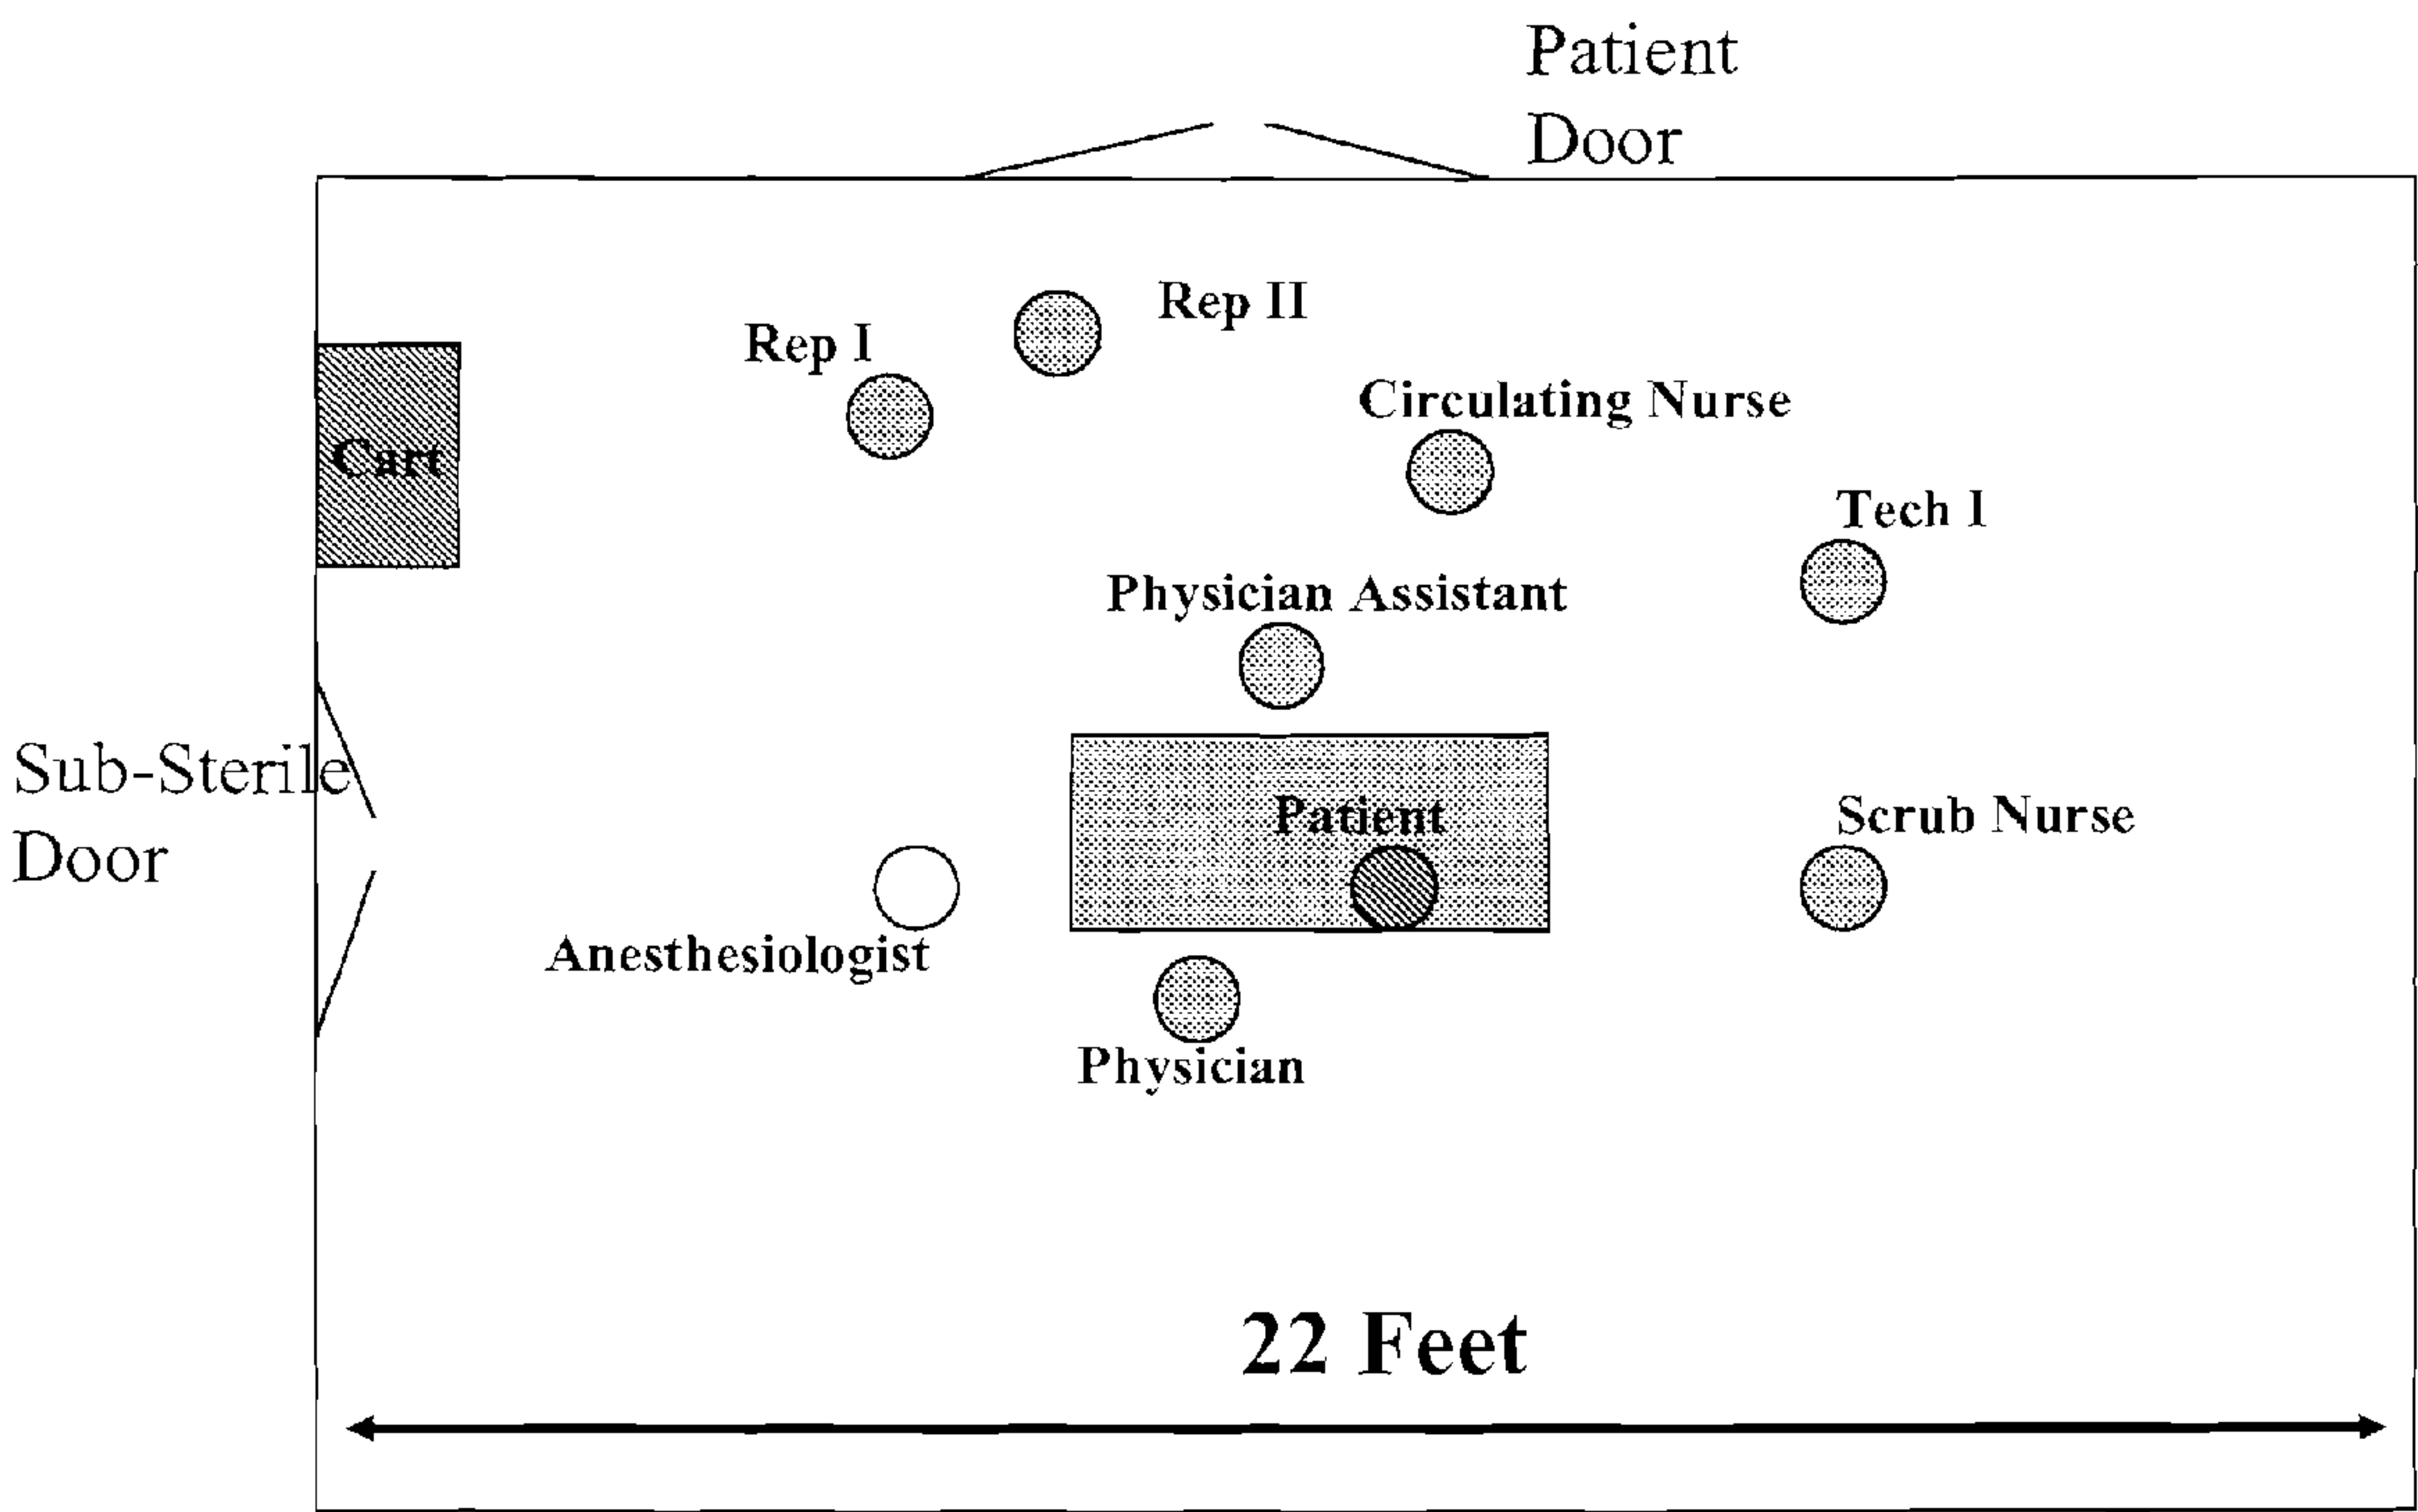 Patient
Door
Rep II
Rep I
Circulating Nurse
Cart
Tech I
Physician Assistant
Sub-Sterile
Door
Patient
Scrub Nurse
Anesthesiologist
Physician
22 Feet